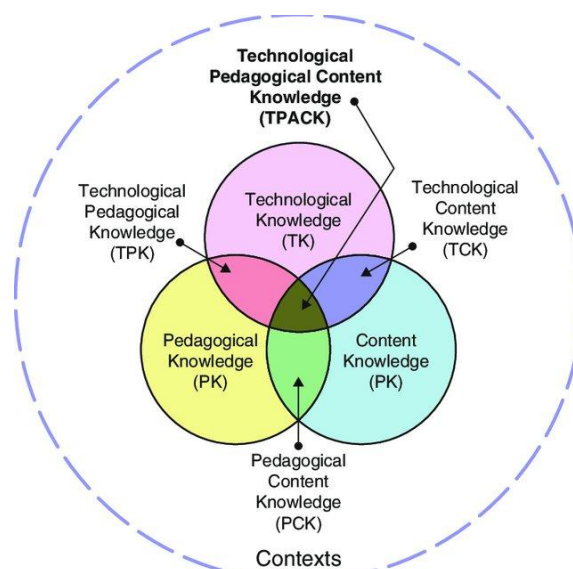 Technological
Pedagogical Content
Knowledge
(TPACK)
Technological
Pedagogical
Knowledge
(TPK)
Technological
Knowledge
(TK)
Technological
Content
Knowledge
(TCK)
Pedagogical
Knowledge
(PK)
Content
Knowledge
(PK)
Pedagogical
Content
Knowledge
(PCK)
Contexts